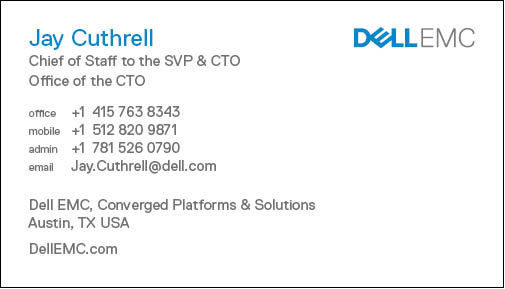 Jay Cuthrell
DELL EMC
Chief of Staff to the SVP & CTO
Office of the CTO
office +1 415 763 8343
mobile +1 512 820 9871
admin +1 781 526 0790
email Jay.Cuthrell@dell.com
Dell EMC, Converged Platforms & Solutions
Austin, TX USA
DellEMC.com